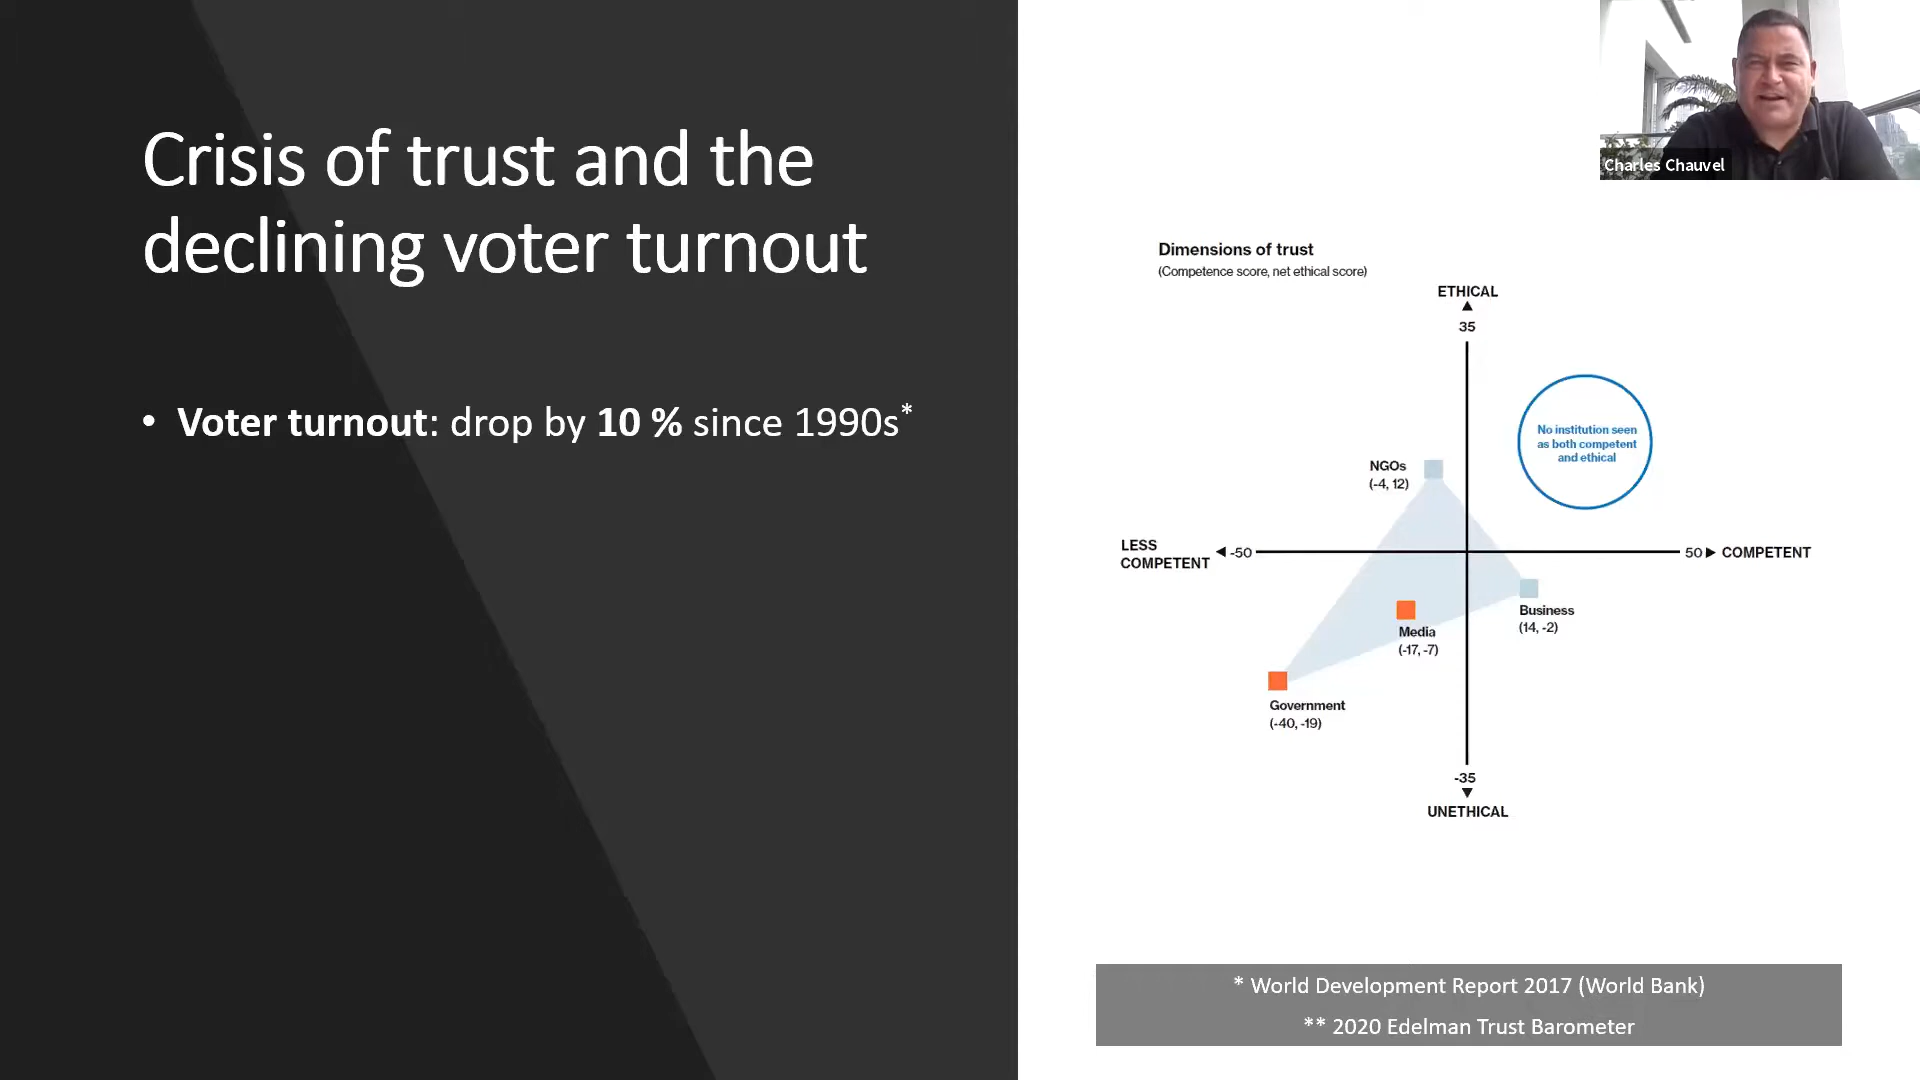 Crisis of trust and the
declining voter turnout
• Voter turnout: drop by 10 % since 1990s*
Charles Chauvel
Dimensions of trust
(Competence score, net ethical score)
ETHICAL
35
No institution seen
as both competent
and ethical
NGOs
(-4, 12)
LESS
COMPETENT
-50
50
COMPETENT
Business
(14, -2)
Media
(-17, -7)
Government
(-40, -19)
-35
UNETHICAL
* World Development Report 2017 (World Bank)
** 2020 Edelman Trust Barometer